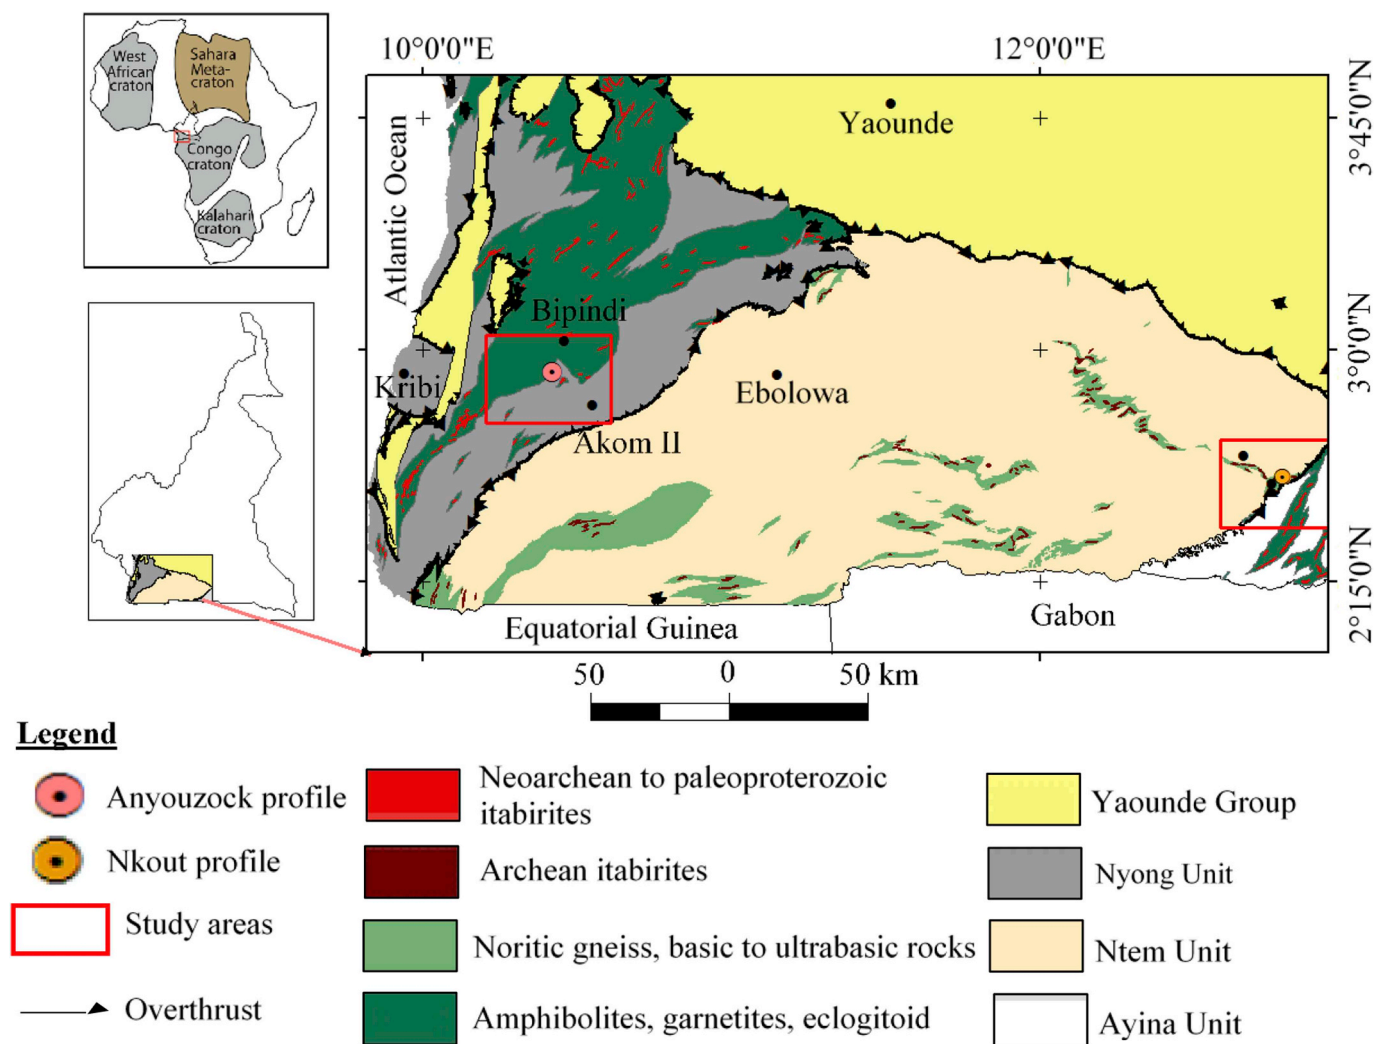 West
African
craton
Sahara
Meta-
craton
Congo
craton
Kalahari
craton
10°0'0"E
12°0'0"E
3°45'0"N
3°0'0"N
2°15'0"N
Atlantic Ocean
Yaounde
Bipindi
Kribi
Akom II
Ebolowa
Equatorial Guinea
Gabon
50 0 50 km
Legend
Anyouzock profile
Nkout profile
Study areas
Overthrust
Neoarchean to paleoproterozoic
itabirites
Archean itabirites
Noritic gneiss, basic to ultrabasic rocks
Amphibolites, garnetites, eclogitoid
Yaounde Group
Nyong Unit
Ntem Unit
Ayina Unit